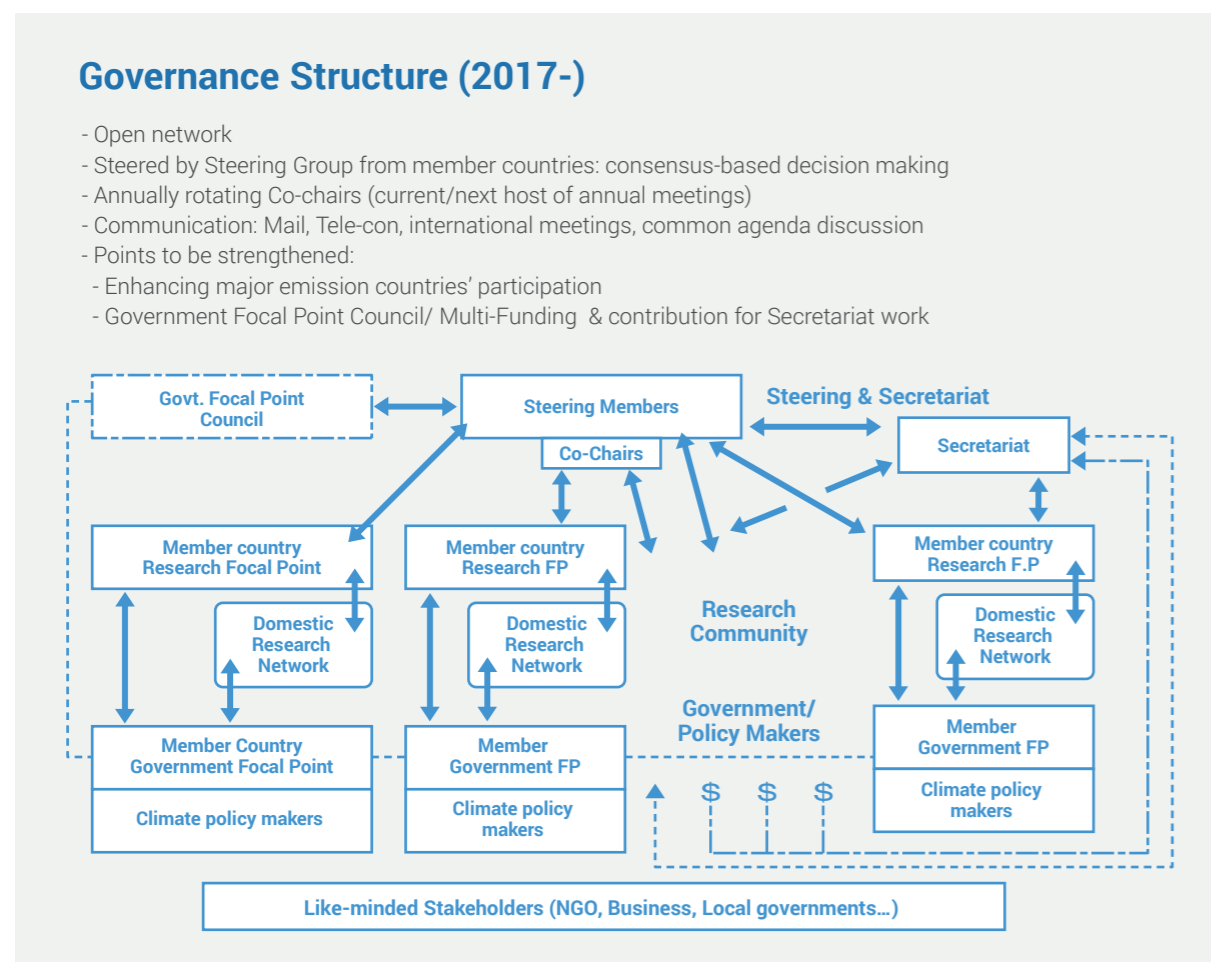 Governance Structure (2017-)
- Open network
- Steered by Steering Group from member countries: consensus-based decision making
- Annually rotating Co-chairs (current/next host of annual meetings)
- Communication: Mail, Tele-con, international meetings, common agenda discussion
- Points to be strengthened:
- Enhancing major emission countries’ participation
- Government Focal Point Council/ Multi-Funding & contribution for Secretariat work
Govt. Focal Point
Council
Steering Members
Co-Chairs
Steering & Secretariat
Secretariat
Member country
Research Focal Point
Member country
Research FP
Member country
Research F.P
Domestic
Research
Network
Domestic
Research
Network
Research
Community
Domestic
Research
Network
Government/
Policy Makers
Member Country
Government Focal Point
Climate policy makers
Member
Government FP
Climate policy
makers
Member
Government FP
Climate policy
makers
$ $ $
Like-minded Stakeholders (NGO, Business, Local governments…)